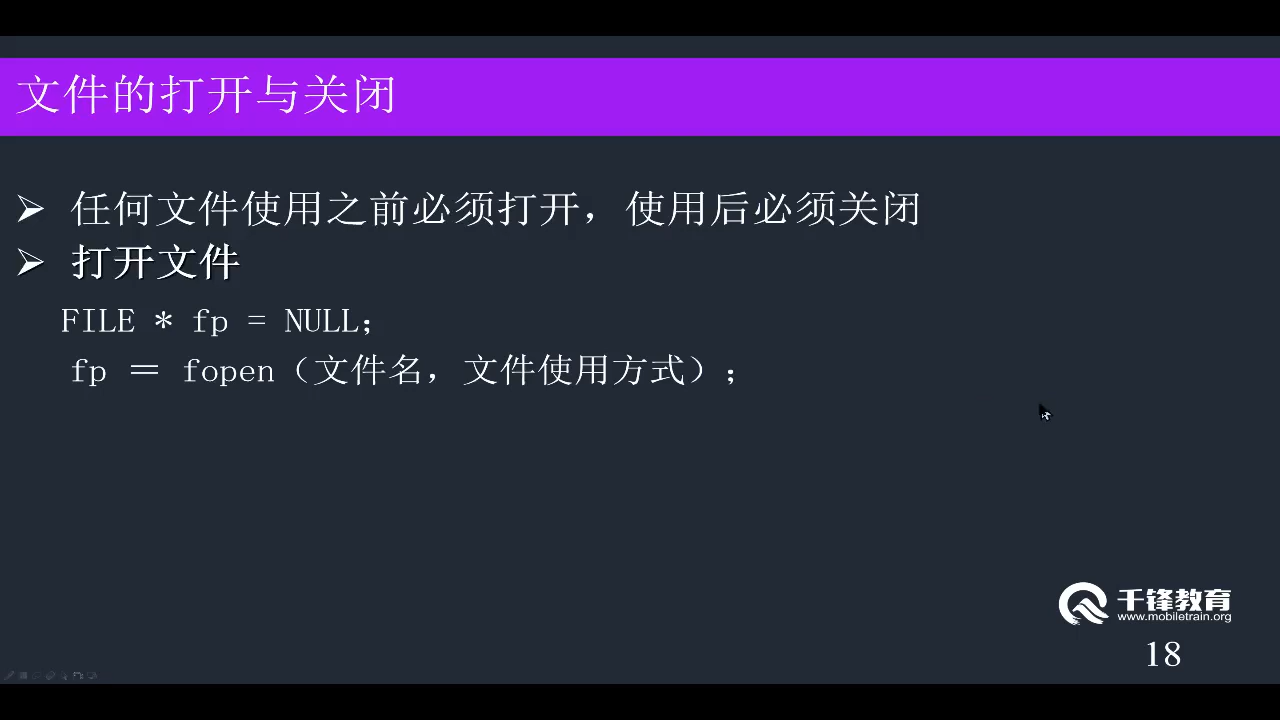 文件的打开与关闭
➢ 任何文件使用之前必须打开，使用后必须关闭
➢ 打开文件
FILE * fp = NULL;
fp ＝ fopen（文件名，文件使用方式）;
千锋教育
www.mobiletrain.org
18